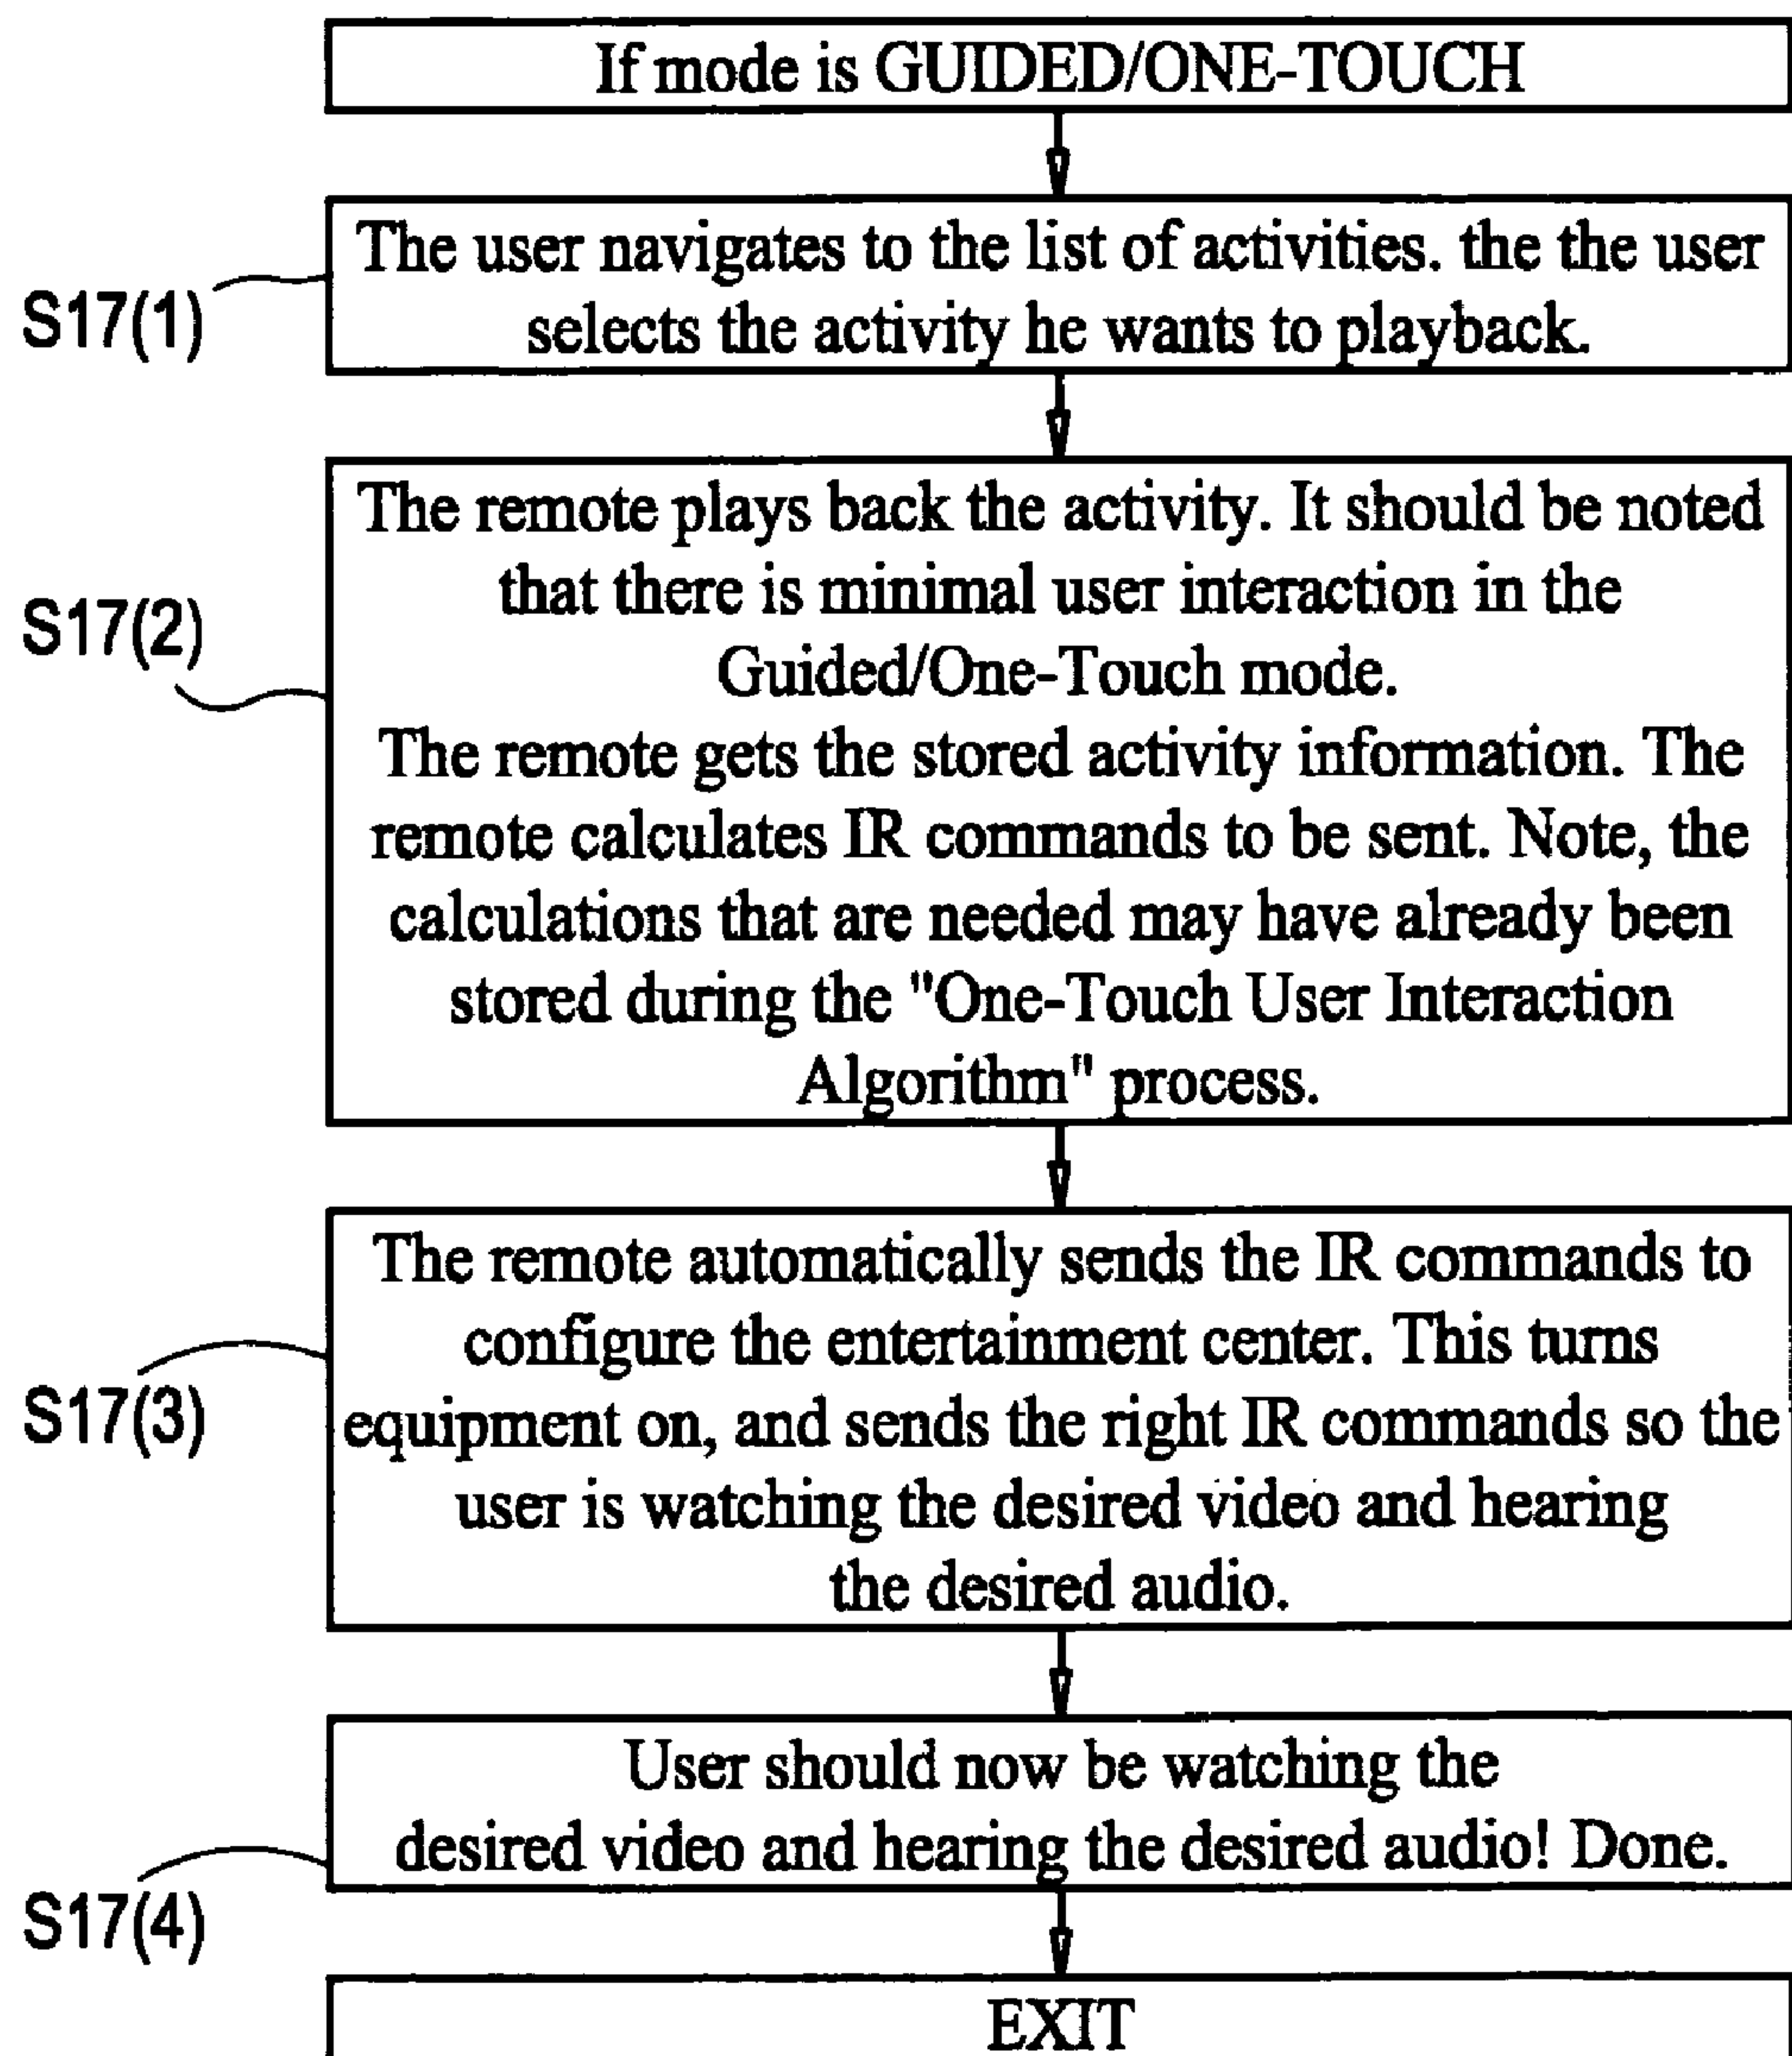 If mode is GUIDED/ONE-TOUCH
S17(1)
The user navigates to the list of activities. the the user
selects the activity he wants to playback.
S17(2)
The remote plays back the activity. It should be noted
that there is minimal user interaction in the
Guided/One-Touch mode.
The remote gets the stored activity information. The
remote calculates IR commands to be sent. Note, the
calculations that are needed may have already been
stored during the "One-Touch User Interaction
Algorithm" process.
S17(3)
The remote automatically sends the IR commands to
configure the entertainment center. This turns
equipment on, and sends the right IR commands so the
user is watching the desired video and hearing
the desired audio.
S17(4)
User should now be watching the
desired video and hearing the desired audio! Done.
EXIT